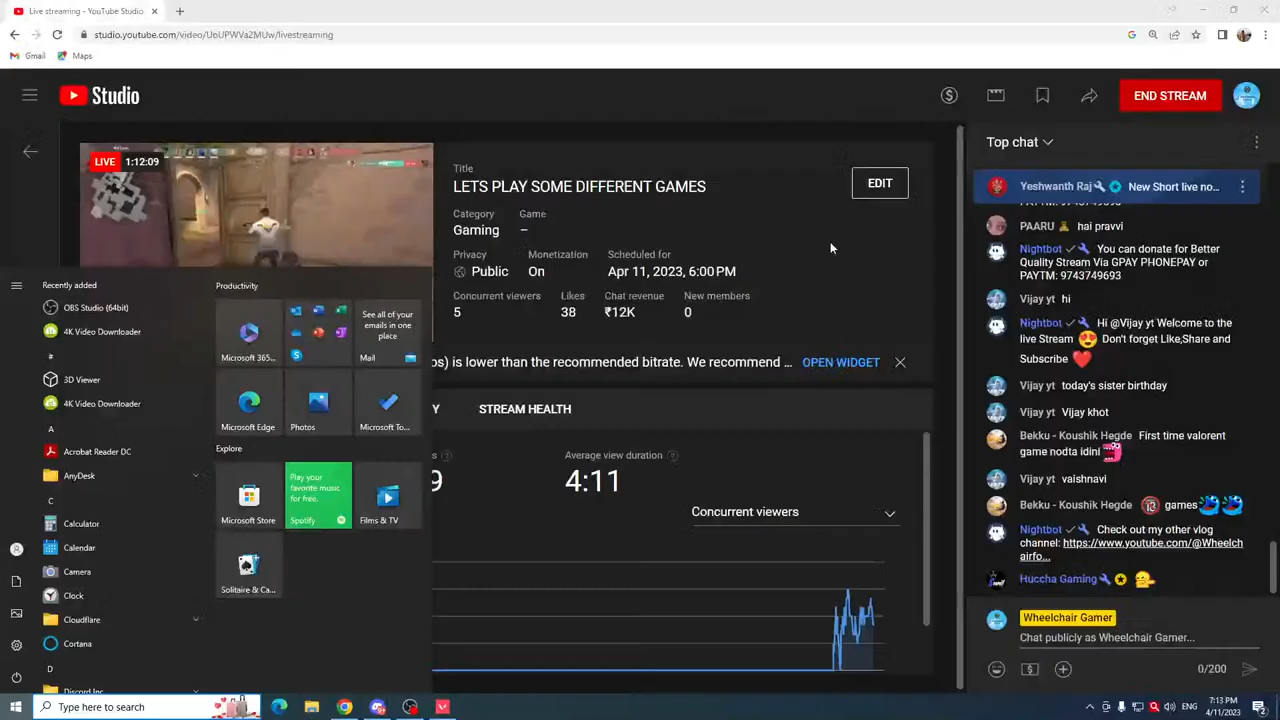 Live streaming - YouTube Studio
studio.youtube.com/video/UoUPWVa2MUw/livestreaming
Gmail
Maps
Studio
END STREAM
LIVE 1:12:09
Title
LETS PLAY SOME DIFFERENT GAMES
EDIT
Category
Game
Gaming
–
Privacy
Monetization
Scheduled for
Public
On
Apr 11, 2023, 6:00 PM
Concurrent viewers
Likes
Chat revenue
New members
5
38
₹12K
0
os) is lower than the recommended bitrate. We recommend ...
OPEN WIDGET
Y
STREAM HEALTH
s
Average view duration
9
4:11
Concurrent viewers
Recently added
OBS Studio (64bit)
4K Video Downloader
#
3D Viewer
4K Video Downloader
A
Acrobat Reader DC
AnyDesk
C
Calculator
Calendar
Camera
Clock
Cloudflare
Cortana
D
Discord Inc
Productivity
Microsoft 365...
See all of your
emails in one
place
Mail
Microsoft Edge
Photos
Microsoft To...
Explore
Microsoft Store
Play your
favorite music
for free.
Spotify
Films & TV
Solitaire & Ca...
Top chat
Yeshwanth Raj New Short live no...
PAYTM: 9743749693
PAARU hai pravvi
Nightbot You can donate for Better
Quality Stream Via GPAY PHONEPAY or
PAYTM: 9743749693
Vijay yt hi
Nightbot Hi @Vijay yt Welcome to the
live Stream 😍 Don't forget Like,Share and
Subscribe ❤️
Vijay yt today's sister birthday
Vijay yt Vijay khot
Bekku - Koushik Hegde First time valorent
game nodta idini
Vijay yt vaishnavi
Bekku - Koushik Hegde 🔞 games
Nightbot Check out my other vlog
channel: https://www.youtube.com/@Wheelch
airfo...
Huccha Gaming
Wheelchair Gamer
Chat publicly as Wheelchair Gamer...
0/200
Type here to search
ENG
7:13 PM
4/11/2023
2